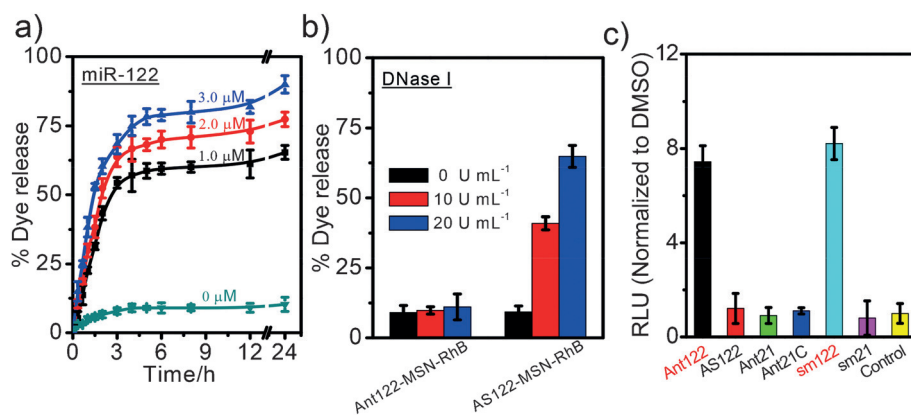 a)
100
75
50
25
0
% Dye release
miR-122
3.0 μM
2.0 μM
1.0 μM
0 μM
0 3 6 9 12 24
Time/h
b)
100
75
50
25
0
% Dye release
DNase I
0 U mL⁻¹
10 U mL⁻¹
20 U mL⁻¹
Ant122-MSN-RhB
AS122-MSN-RhB
c)
12
8
4
0
RLU (Normalized to DMSO)
Ant122
AS122
Ant21
Ant21C
sm122
sm21
Control